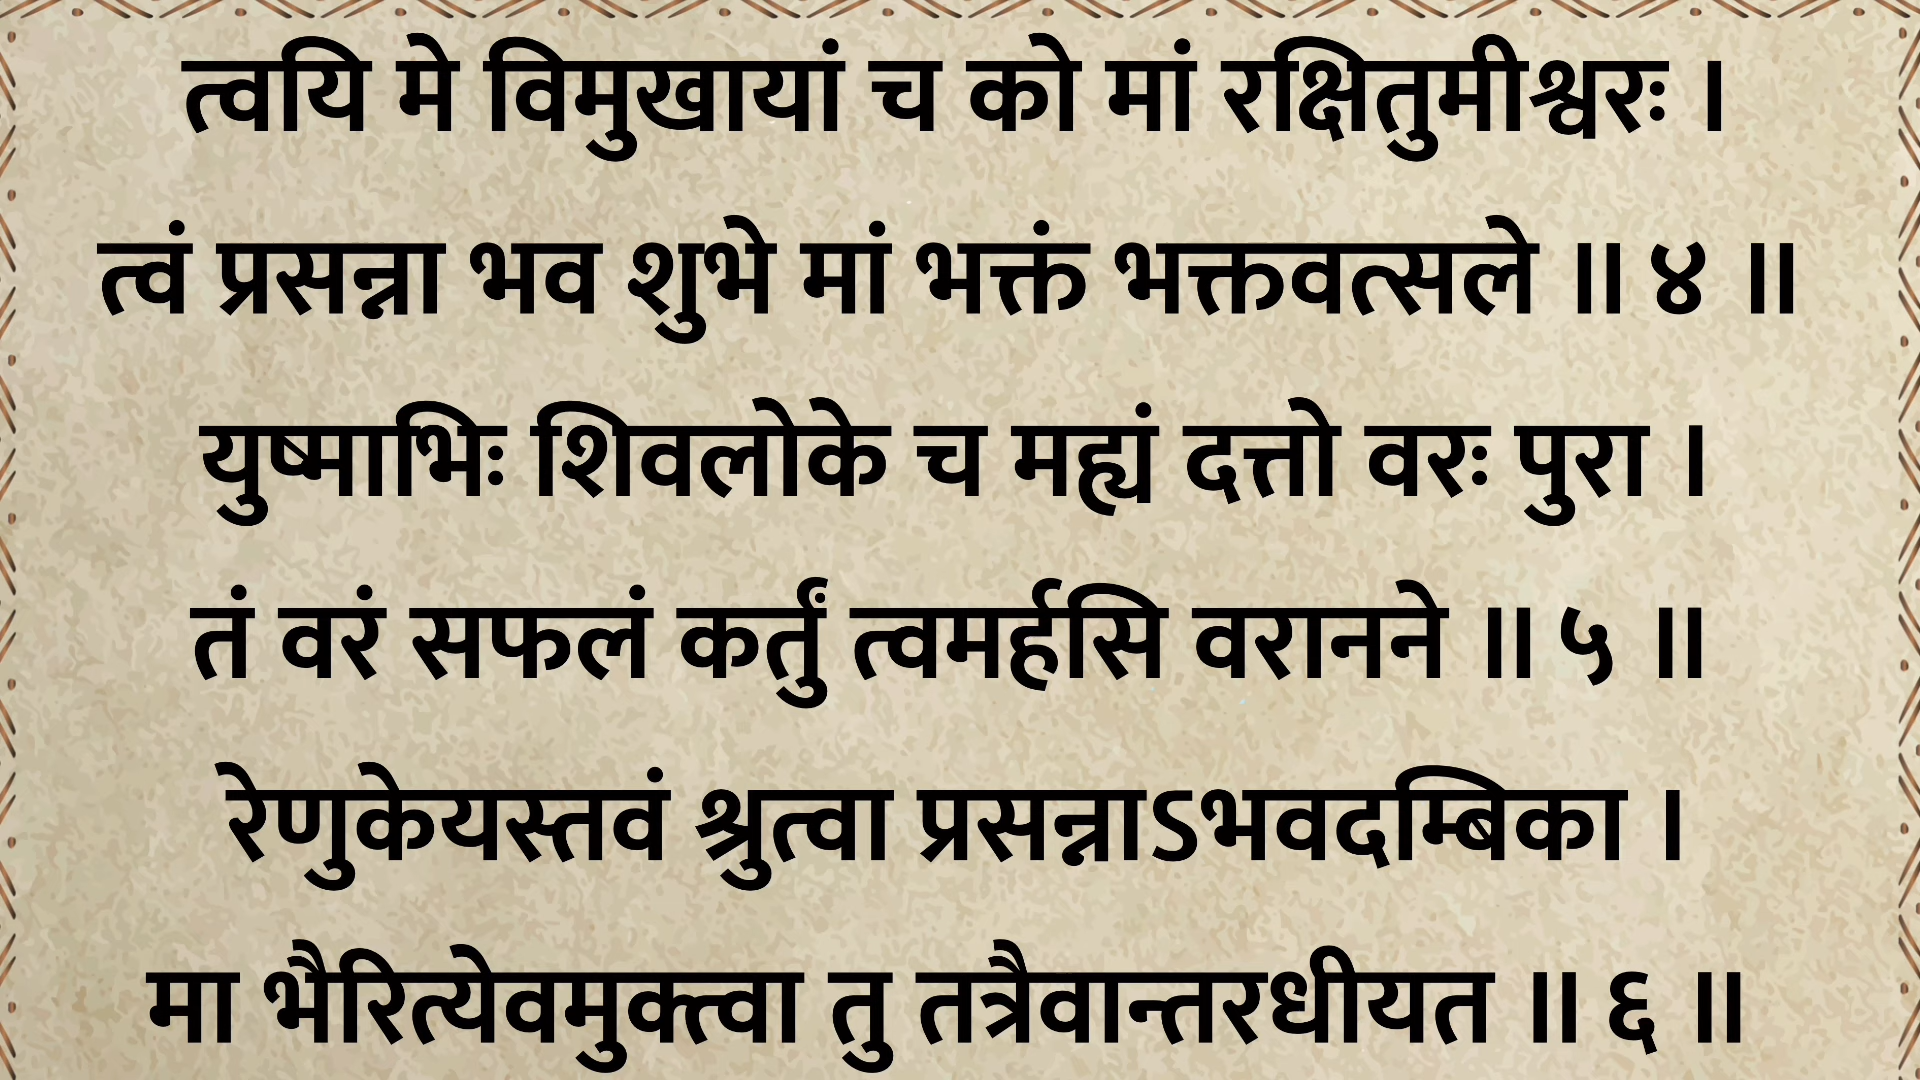 त्वयि मे विमुखायां च को मां रक्षितुमीश्वरः ।
त्वं प्रसन्ना भव शुभे मां भक्तं भक्तवत्सले ॥ ४ ॥
युष्माभिः शिवलोके च मह्यं दत्तो वरः पुरा ।
तं वरं सफलं कर्तुं त्वमर्हसि वरानने ॥ ५ ॥
रेणुकेयस्तवं श्रुत्वा प्रसन्नाऽभवदम्बिका ।
मा भैरित्येवमुक्त्वा तु तत्रैवान्तरधीयत ॥ ६ ॥